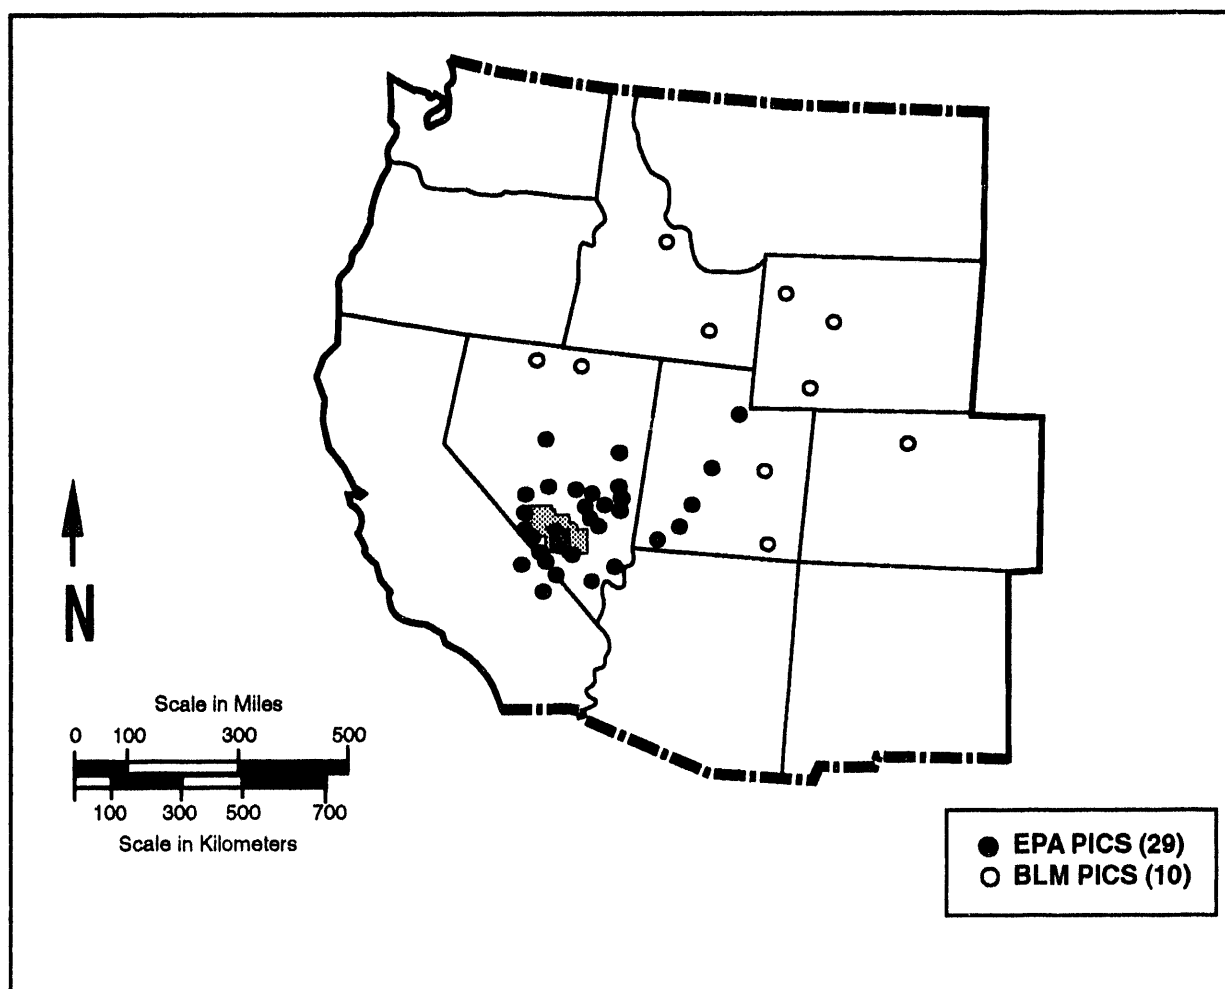 N
Scale in Miles
0 100 300 500
100 300 500 700
Scale in Kilometers
EPA PICS (29)
BLM PICS (10)